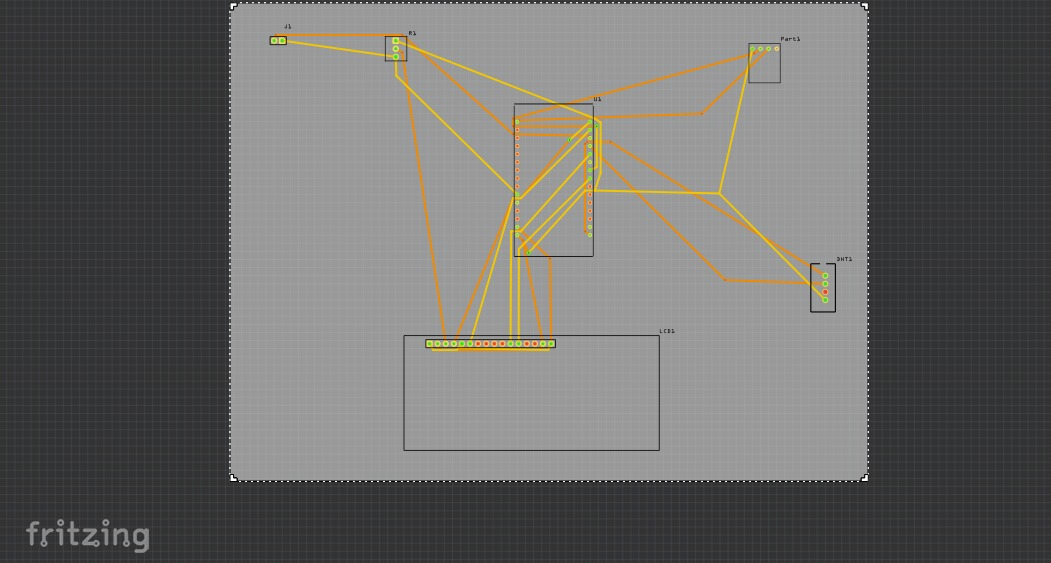 J1
R1
Part1
U1
DHT1
LCD1
fritzing